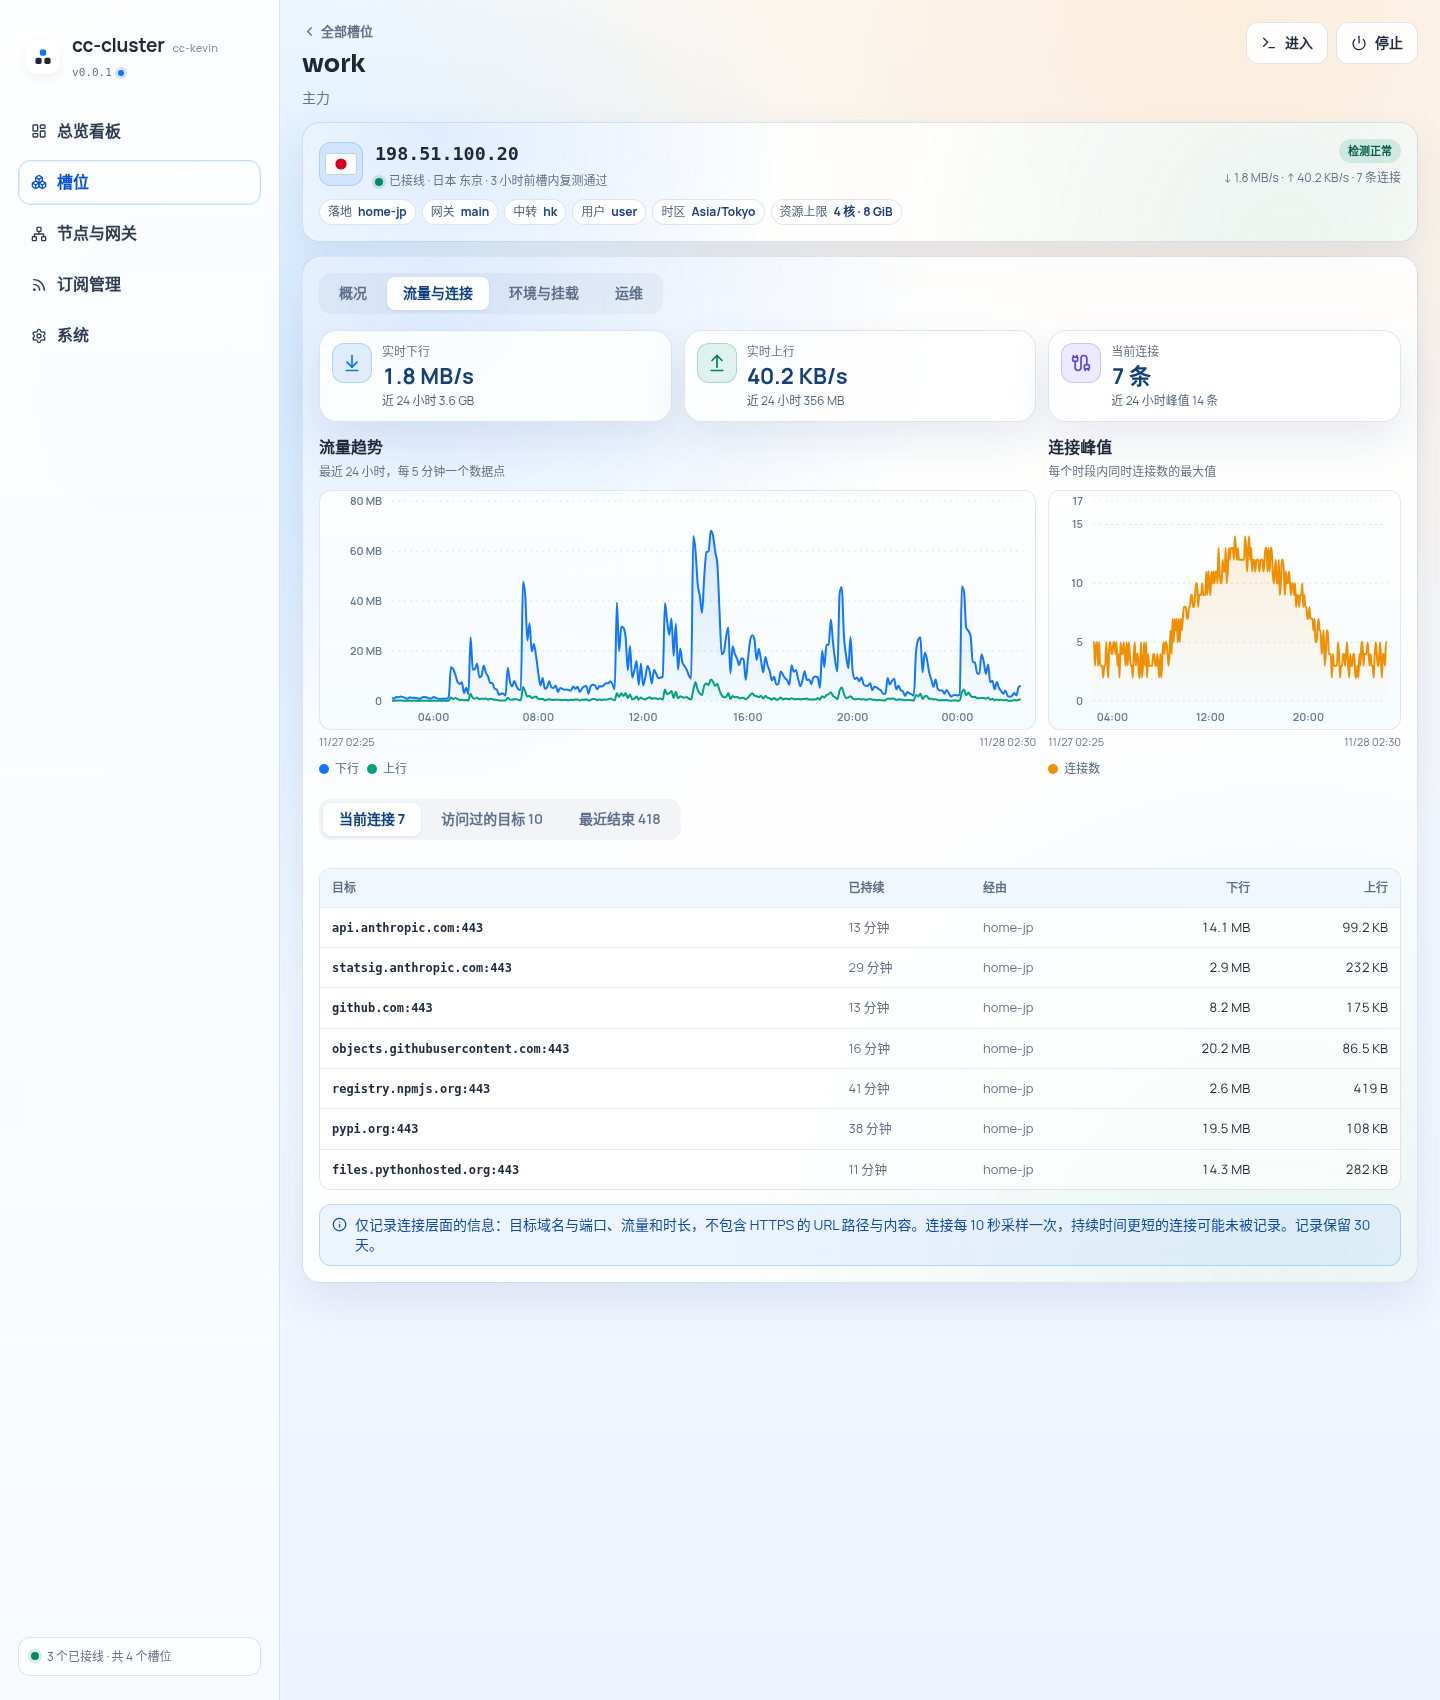 cc-cluster cc-kevin
v0.0.1
总览看板
槽位
节点与网关
订阅管理
系统
3 个已接线 · 共 4 个槽位
全部槽位
work
主力
进入
停止
198.51.100.20
已接线 · 日本 东京 · 3 小时前槽内复测通过
检测正常
↓ 1.8 MB/s · ↑ 40.2 KB/s · 7 条连接
落地 home-jp 网关 main 中转 hk 用户 user 时区 Asia/Tokyo 资源上限 4 核 · 8 GiB
概况 流量与连接 环境与挂载 运维
实时下行
1.8 MB/s
近 24 小时 3.6 GB
实时上行
40.2 KB/s
近 24 小时 356 MB
当前连接
7 条
近 24 小时峰值 14 条
流量趋势
最近 24 小时，每 5 分钟一个数据点
80 MB
60 MB
40 MB
20 MB
0
04:00 08:00 12:00 16:00 20:00 00:00
11/27 02:25 11/28 02:30
下行 上行
连接峰值
每个时段内同时连接数的最大值
17
15
10
5
0
04:00 12:00 20:00
11/27 02:25 11/28 02:30
连接数
当前连接 7 访问过的目标 10 最近结束 418
目标 已持续 经由 下行 上行
api.anthropic.com:443 13 分钟 home-jp 14.1 MB 99.2 KB
statsig.anthropic.com:443 29 分钟 home-jp 2.9 MB 232 KB
github.com:443 13 分钟 home-jp 8.2 MB 175 KB
objects.githubusercontent.com:443 16 分钟 home-jp 20.2 MB 86.5 KB
registry.npmjs.org:443 41 分钟 home-jp 2.6 MB 419 B
pypi.org:443 38 分钟 home-jp 19.5 MB 108 KB
files.pythonhosted.org:443 11 分钟 home-jp 14.3 MB 282 KB
仅记录连接层面的信息：目标域名与端口、流量和时长，不包含 HTTPS 的 URL 路径与内容。连接每 10 秒采样一次，持续时间更短的连接可能未被记录。记录保留 30
天。